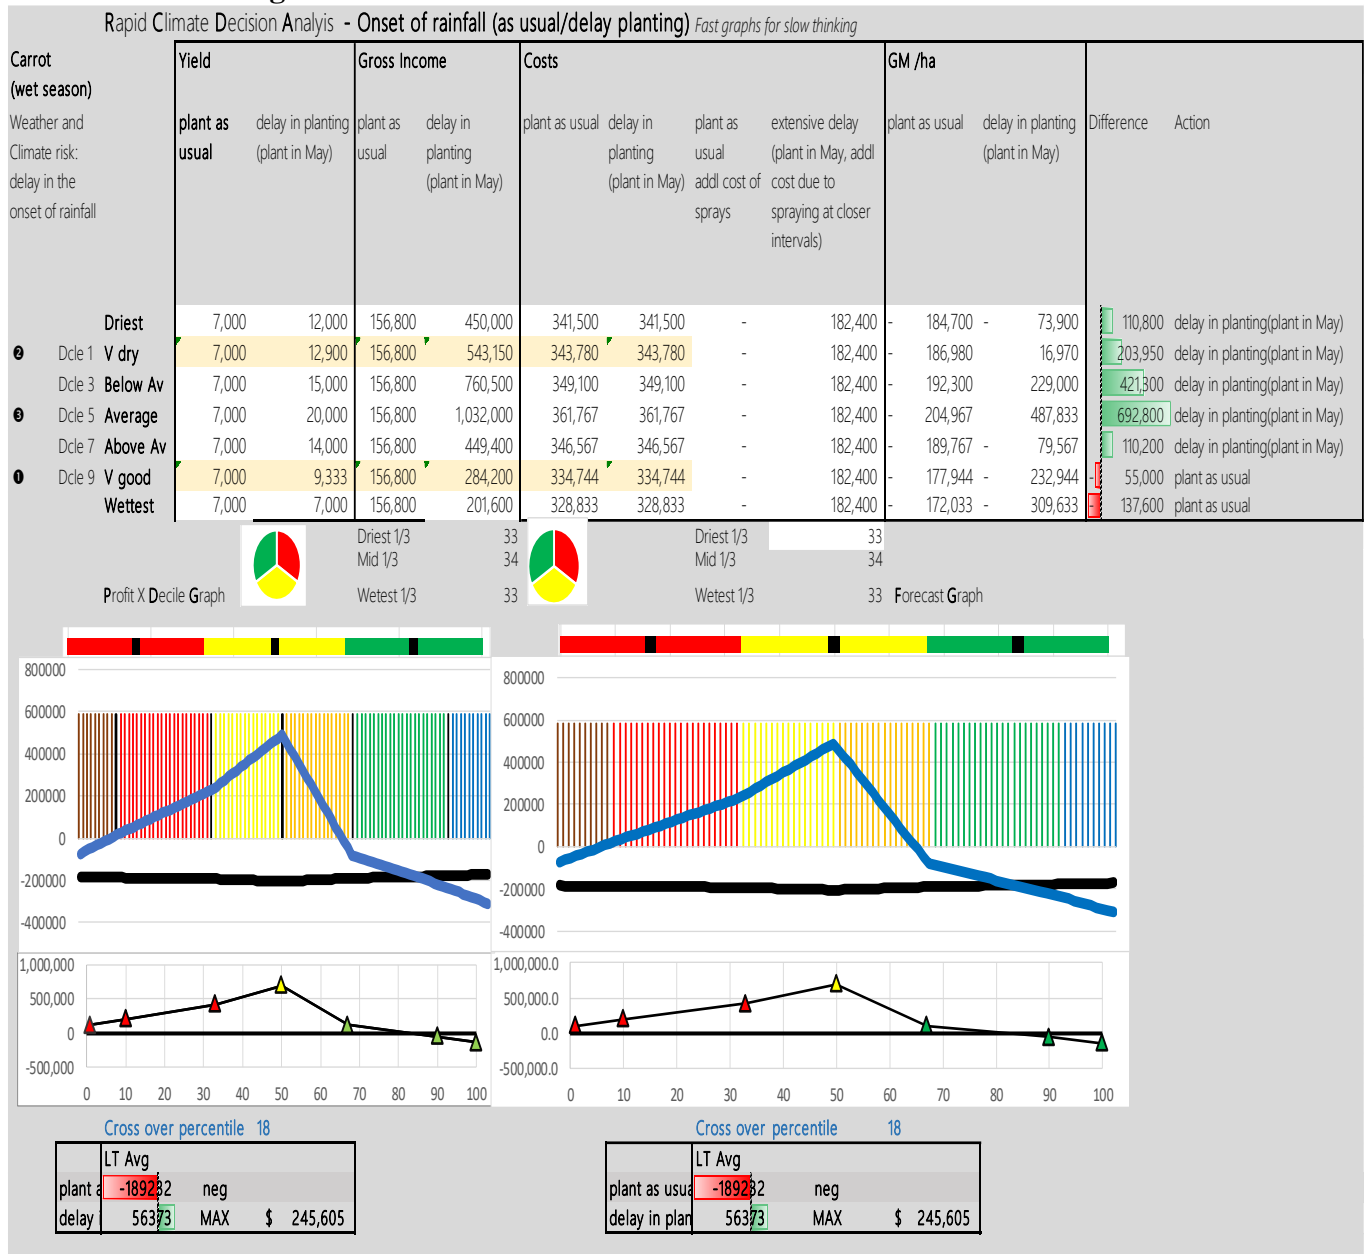 Rapid Climate Decision Analyis - Onset of rainfall (as usual/delay planting) Fast graphs for slow thinking
Carrot Yield Gross Income Costs GM /ha
(wet season)
Weather and plant as delay in planting plant as delay in plant as usual delay in plant as extensive delay plant as usual delay in planting Difference Action
Climate risk: usual (plant in May) usual planting planting usual (plant in May, addl (plant in May)
delay in the (plant in May) (plant in May) addl cost of cost due to
onset of rainfall sprays spraying at closer
intervals)
Driest 7,000 12,000 156,800 450,000 341,500 341,500 - 182,400 - 184,700 - 73,900 110,800 delay in planting(plant in May)
❷ Dcle 1 V dry 7,000 12,900 156,800 543,150 343,780 343,780 - 182,400 - 186,980 16,970 203,950 delay in planting(plant in May)
Dcle 3 Below Av 7,000 15,000 156,800 760,500 349,100 349,100 - 182,400 - 192,300 229,000 421,300 delay in planting(plant in May)
❸ Dcle 5 Average 7,000 20,000 156,800 1,032,000 361,767 361,767 - 182,400 - 204,967 487,833 692,800 delay in planting(plant in May)
Dcle 7 Above Av 7,000 14,000 156,800 449,400 346,567 346,567 - 182,400 - 189,767 - 79,567 110,200 delay in planting(plant in May)
❶ Dcle 9 V good 7,000 9,333 156,800 284,200 334,744 334,744 - 182,400 - 177,944 - 232,944 - 55,000 plant as usual
Wettest 7,000 7,000 156,800 201,600 328,833 328,833 - 182,400 - 172,033 - 309,633 - 137,600 plant as usual
Driest 1/3 33 Driest 1/3 33
Mid 1/3 34 Mid 1/3 34
Profit X Decile Graph Wetest 1/3 33 Wetest 1/3 33 Forecast Graph
800000 800000
600000 600000
400000 400000
200000 200000
0 0
-200000 -200000
-400000 -400000
1,000,000 1,000,000.0
500,000 500,000.0
0 0.0
-500,000 -500,000.0
0 10 20 30 40 50 60 70 80 90 100 0 10 20 30 40 50 60 70 80 90 100
Cross over percentile 18 Cross over percentile 18
LT Avg LT Avg
plant a -189232 neg plant as usua -189232 neg
delay i 56373 MAX $ 245,605 delay in plan 56373 MAX $ 245,605